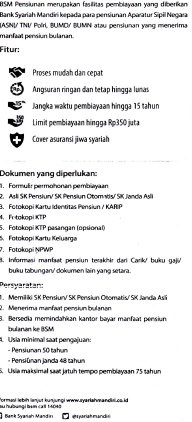 BSM Pensiunan merupakan fasilitas pembiayaan yang diberikan
Bank Syariah Mandiri kepada para pensiunan Aparatur Sipil Negara
(ASN)/ TNI/ Polri, BUMD/ BUMN atau pensiunan yang menerima
manfaat pensiun bulanan.
Fitur:
Proses mudah dan cepat
Angsuran ringan dan tetap hingga lunas
Jangka waktu pembiayaan hingga 15 tahun
Limit pembiayaan hingga Rp350 juta
Cover asuransi jiwa syariah
Dokumen yang diperlukan:
1. Formulir permohonan pembiayaan
2. Asli SK Pensiun/ SK Pensiun Otomatis/ SK Janda Asli
3. Fotokopi Kartu Identitas Pensiun / KARIP
4. Fotokopi KTP
5. Fotokopi KTP pasangan (opsional)
6. Fotokopi Kartu Keluarga
7. Fotokopi NPWP
8. Informasi manfaat pensiun terakhir dari Carik/ buku gaji/
buku tabungan/ dokumen lain yang setara.
Persyaratan:
1. Memiliki SK Pensiun/ SK Pensiun Otomatis/ SK Janda Asli
2. Menerima manfaat pensiun bulanan
3. Bersedia memindahkan kantor bayar manfaat pensiun
bulanan ke BSM
4. Usia minimal saat pengajuan:
- Pensiunan 50 tahun
- Pensiunan janda 48 tahun
5. Usia maksimal saat jatuh tempo pembiayaan 75 tahun
formasi lebih lanjut kunjungi www.syariahmandiri.co.id
au hubungi bsm call 14040
Bank Syariah Mandiri @syariahmandiri